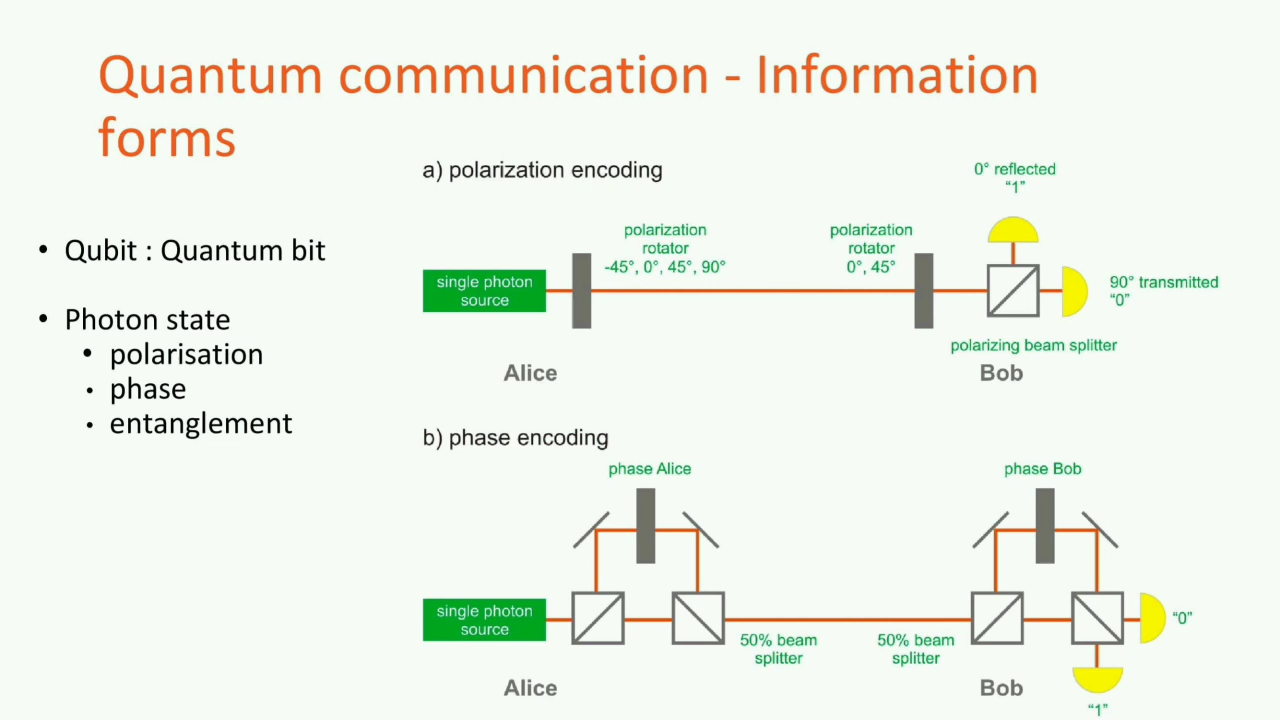 Quantum communication - Information
forms
• Qubit : Quantum bit
• Photon state
• polarisation
• phase
• entanglement
a) polarization encoding
0° reflected
“1”
polarization
rotator
-45°, 0°, 45°, 90°
polarization
rotator
0°, 45°
single photon
source
90° transmitted
“0”
polarizing beam splitter
Alice
Bob
b) phase encoding
phase Alice
phase Bob
single photon
source
“0”
50% beam
splitter
50% beam
splitter
Alice
Bob
“1”